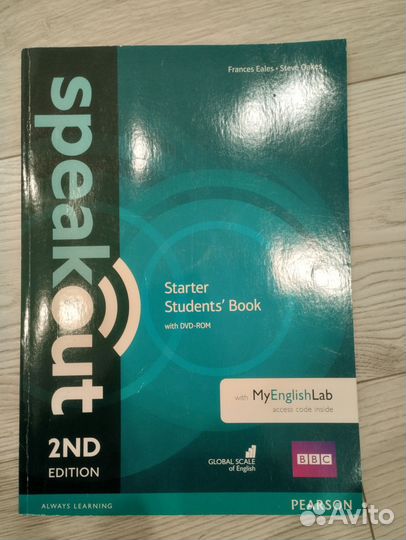 Frances Eales • Steve Oakes
speakout
2ND
EDITION
Starter
Students' Book
with DVD-ROM
with MyEnglishLab
access code inside
GLOBAL SCALE
of English
BBC
ALWAYS LEARNING
PEARSON
Avito